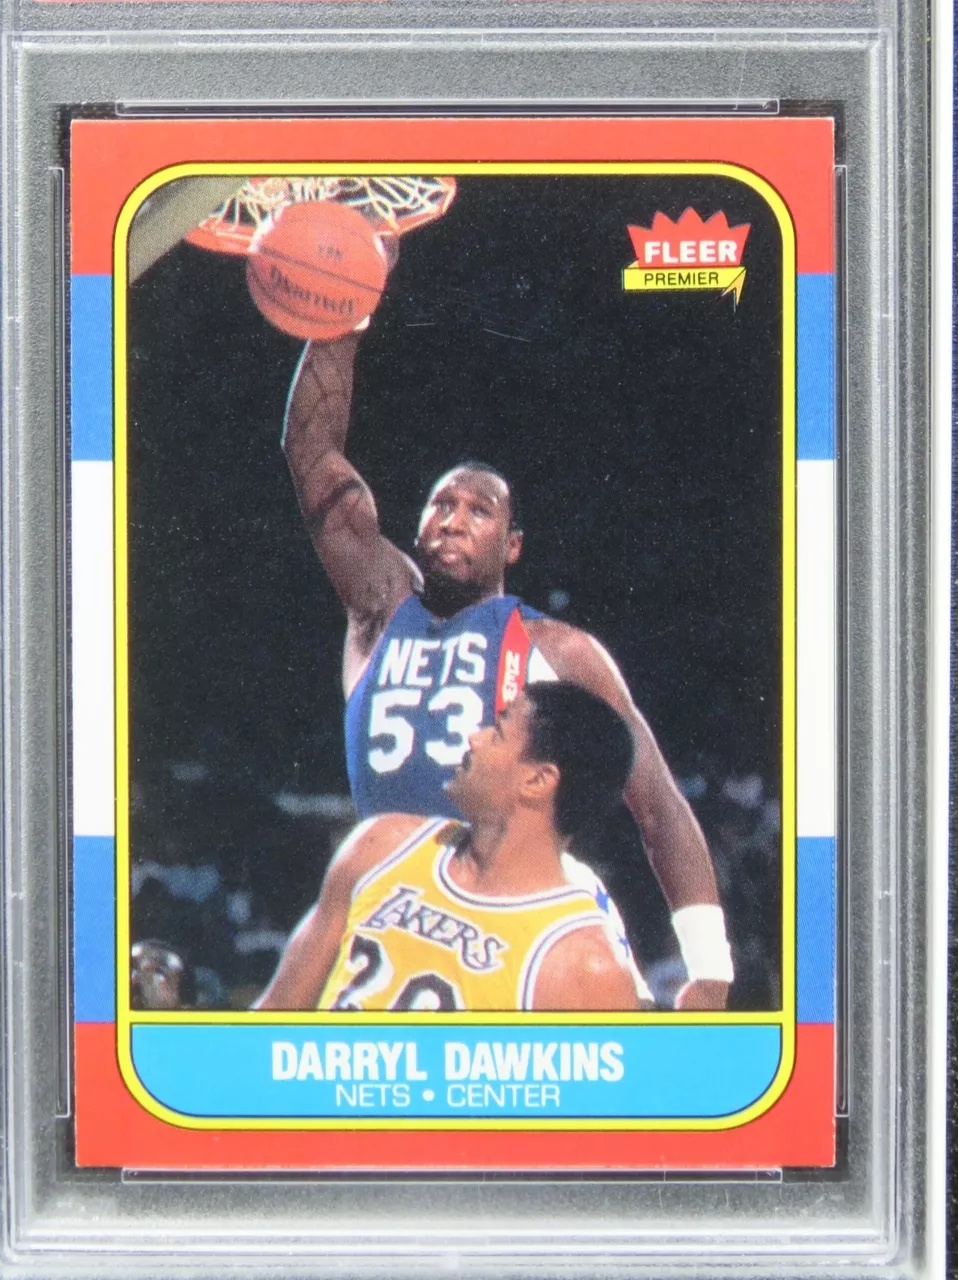 FLEER
PREMIER
NETS
53
LAKERS
DARRYL DAWKINS
NETS • CENTER